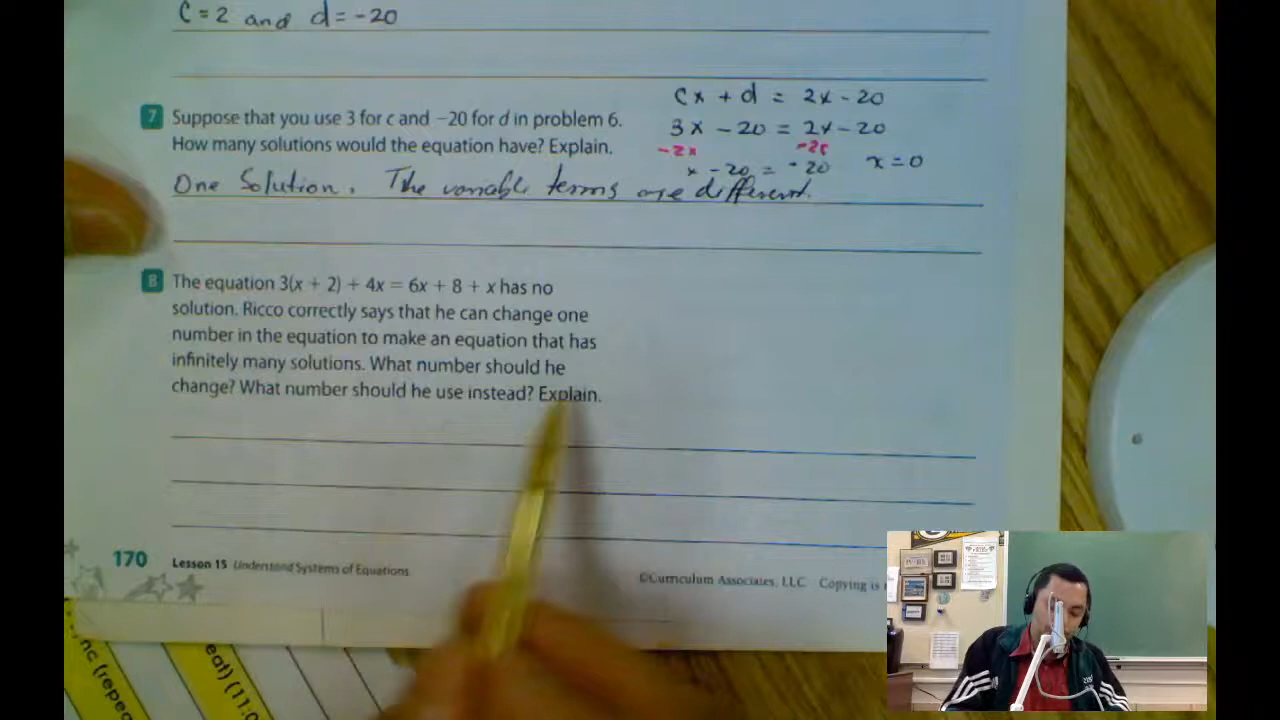 C = 2 and d = -20
7 Suppose that you use 3 for c and −20 for d in problem 6.
How many solutions would the equation have? Explain.
cx + d = 2x - 20
3x - 20 = 2x - 20
-2x -2x
x - 20 = -20 x = 0
One Solution. The variable terms are different.
8 The equation 3(x + 2) + 4x = 6x + 8 + x has no
solution. Ricco correctly says that he can change one
number in the equation to make an equation that has
infinitely many solutions. What number should he
change? What number should he use instead? Explain.
170 Lesson 15 Understand Systems of Equations
©Curriculum Associates, LLC Copying is
(repea
eat) (11.0